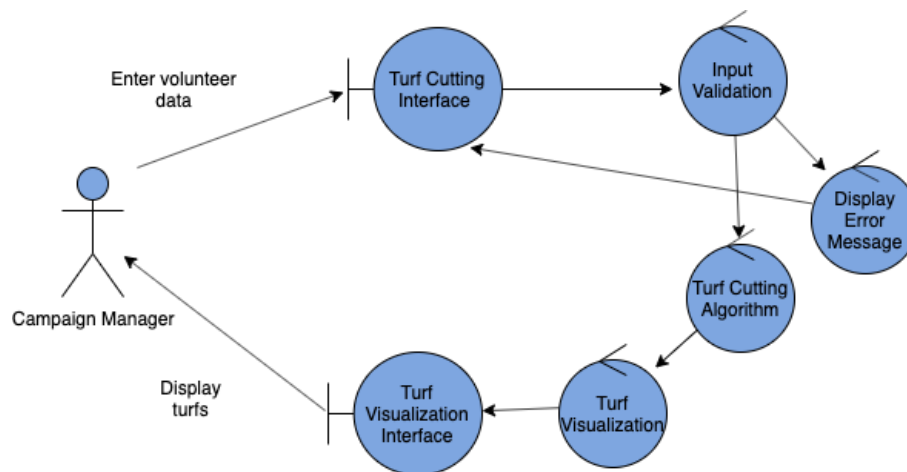 Enter volunteer
data
Turf Cutting
Interface
Input
Validation
Display
Error
Message
Turf Cutting
Algorithm
Campaign Manager
Display
turfs
Turf
Visualization
Interface
Turf
Visualization